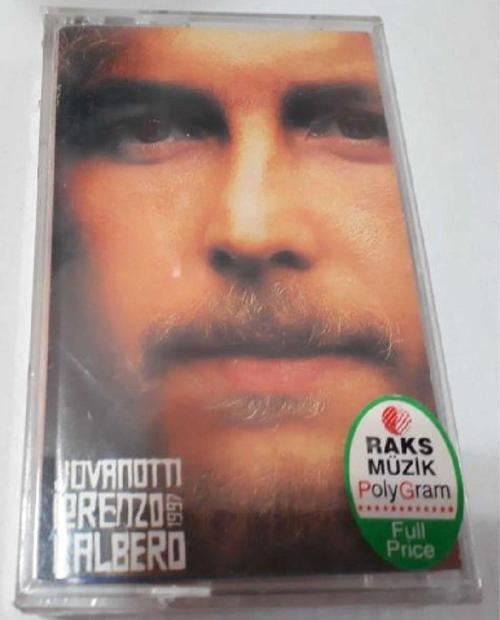 JOVANOTTI
LORENZO 1997
L'ALBERO
RAKS
MÜZİK
PolyGram
Full
Price